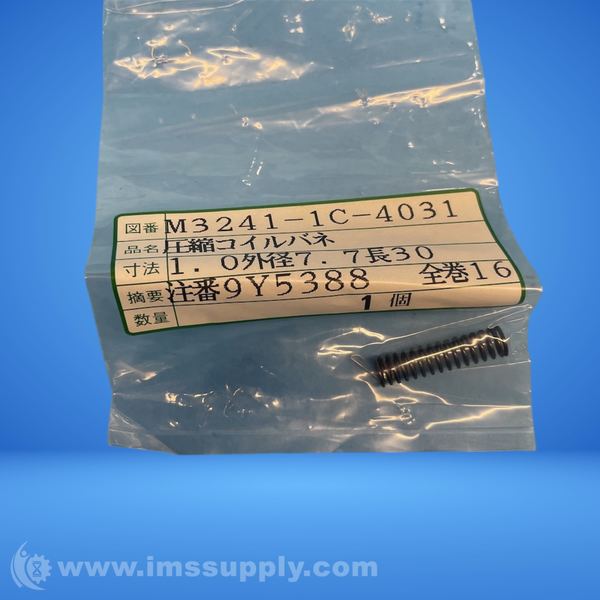 図番 M3241-1C-4031
品名 圧縮コイルバネ
寸法 1.0外径7.7長30
摘要 注番9Y5388 全巻16
数量 1個
www.imssupply.com